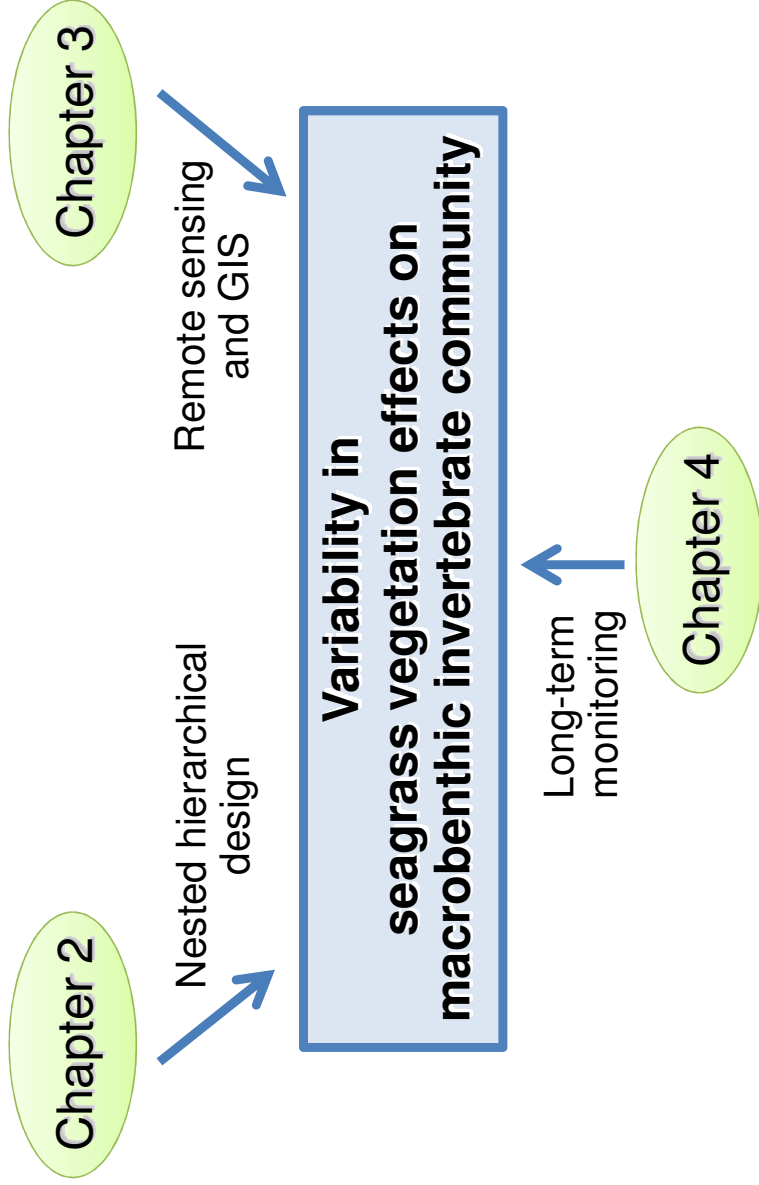 Chapter 2
Chapter 3
Nested hierarchical
design
Remote sensing
and GIS
Variability in
seagrass vegetation effects on
macrobenthic invertebrate community
Long-term
monitoring
Chapter 4